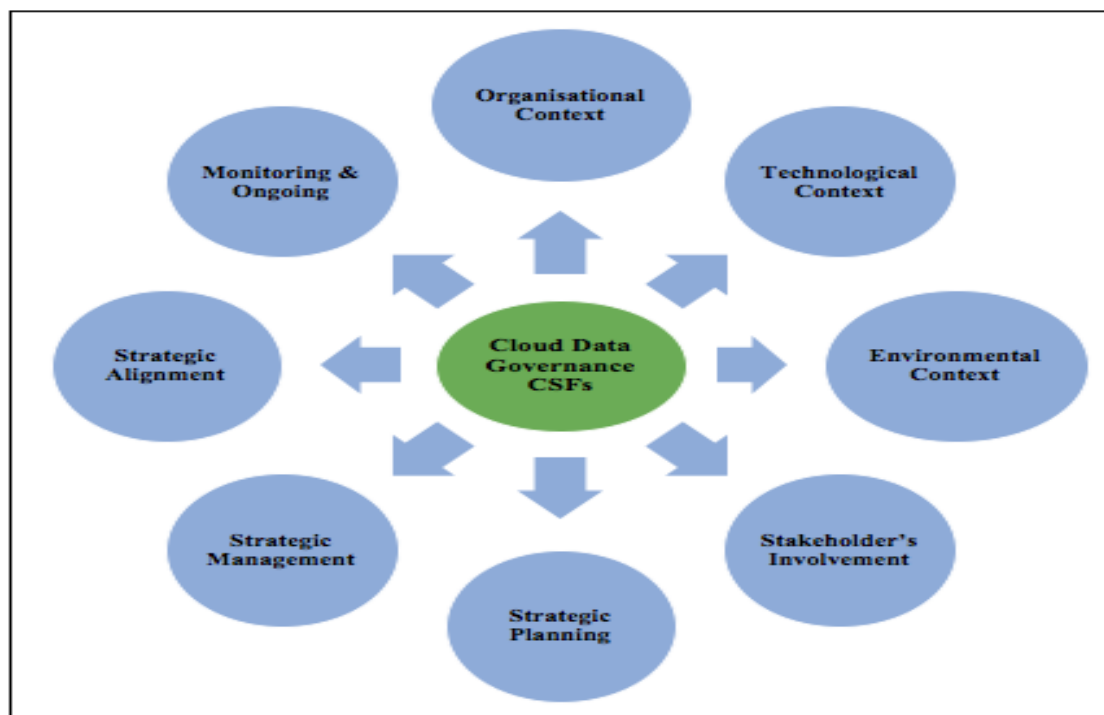 Organisational
Context
Monitoring &
Ongoing
Technological
Context
Strategic
Alignment
Cloud Data
Governance
CSFs
Environmental
Context
Strategic
Management
Stakeholder’s
Involvement
Strategic
Planning